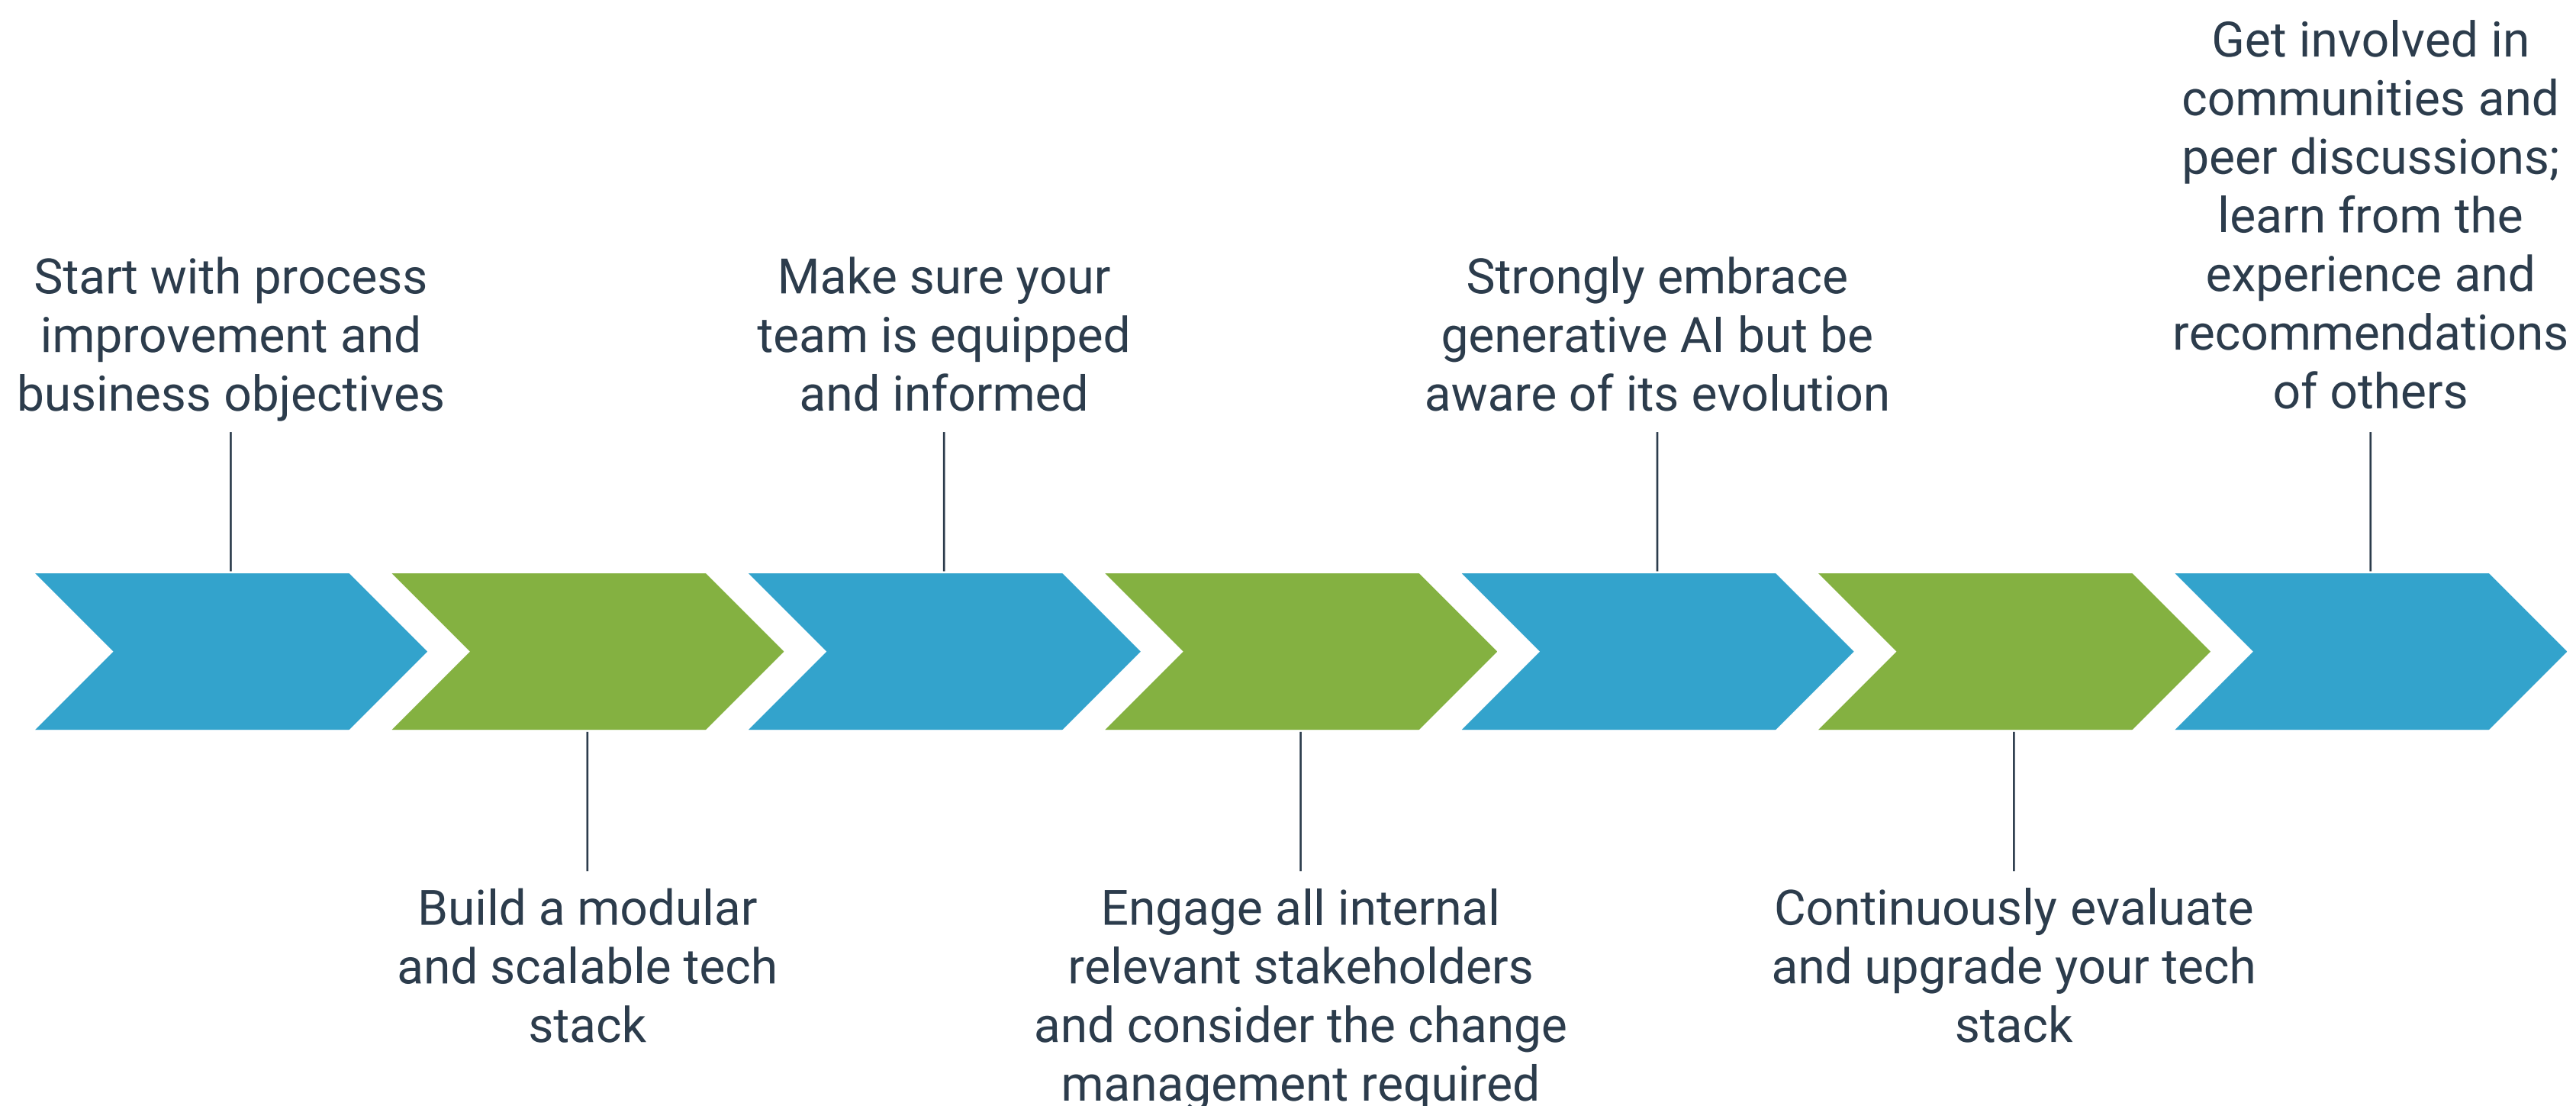 Start with process
improvement and
business objectives
Build a modular
and scalable tech
stack
Make sure your
team is equipped
and informed
Engage all internal
relevant stakeholders
and consider the change
management required
Strongly embrace
generative AI but be
aware of its evolution
Continuously evaluate
and upgrade your tech
stack
Get involved in
communities and
peer discussions;
learn from the
experience and
recommendations
of others